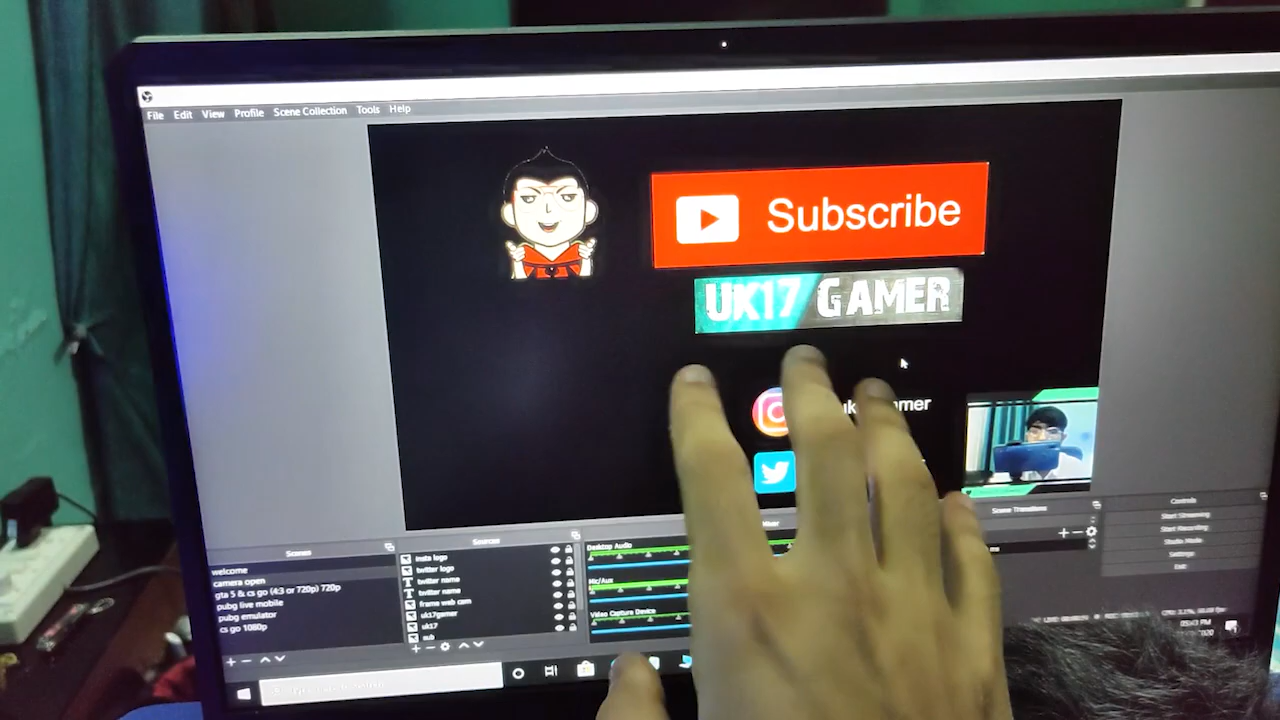 File Edit View Profile Scene Collection Tools Help
Subscribe
UK17 GAMER
Scenes
welcome
camera open
gta 5 & cs go (4:3 or 720p) 720p
pubg live mobile
pubg emulator
cs go 1080p
Sources
insta logo
twitter logo
twitter name
twitter name
frame web cam
uk17gamer
uk17
sub
Desktop Audio
Mic/Aux
Video Capture Device
Scene Transitions
Controls
Start Streaming
Start Recording
Studio Mode
Settings
Exit